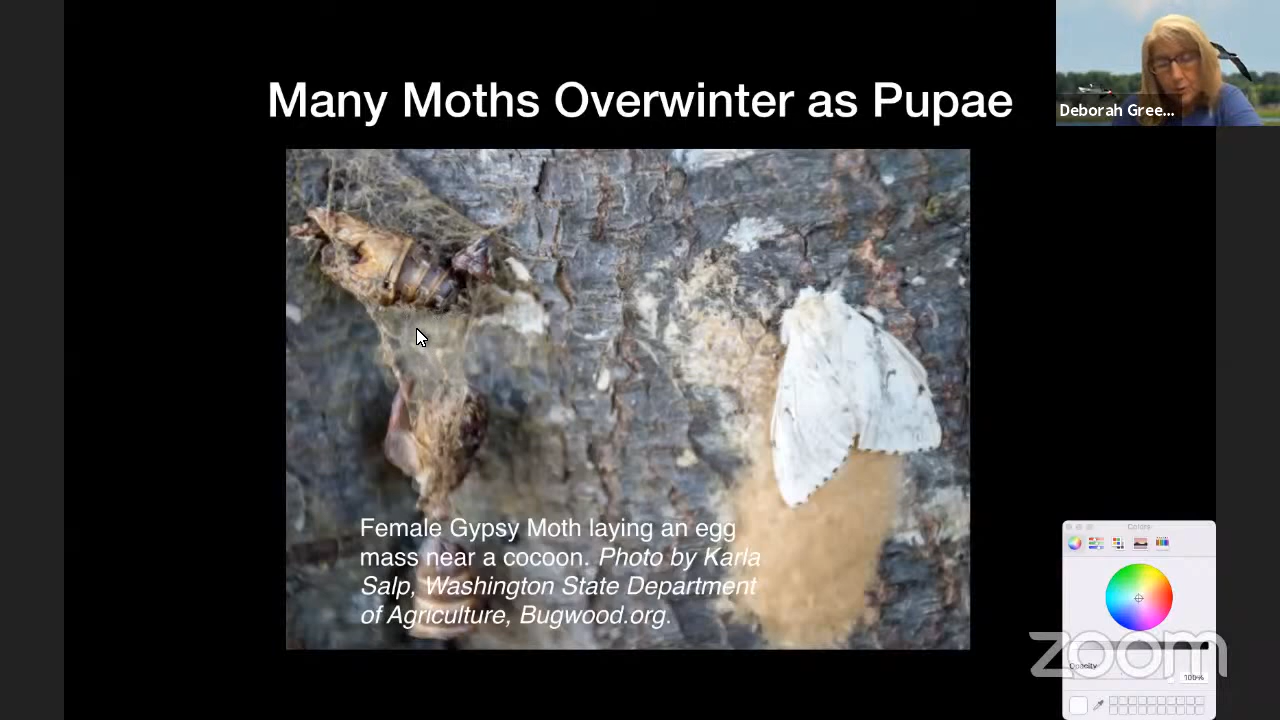 Many Moths Overwinter as Pupae
Deborah Gree...
Female Gypsy Moth laying an egg
mass near a cocoon. Photo by Karla
Salp, Washington State Department
of Agriculture, Bugwood.org.
Colors
zoom
Opacity
100%